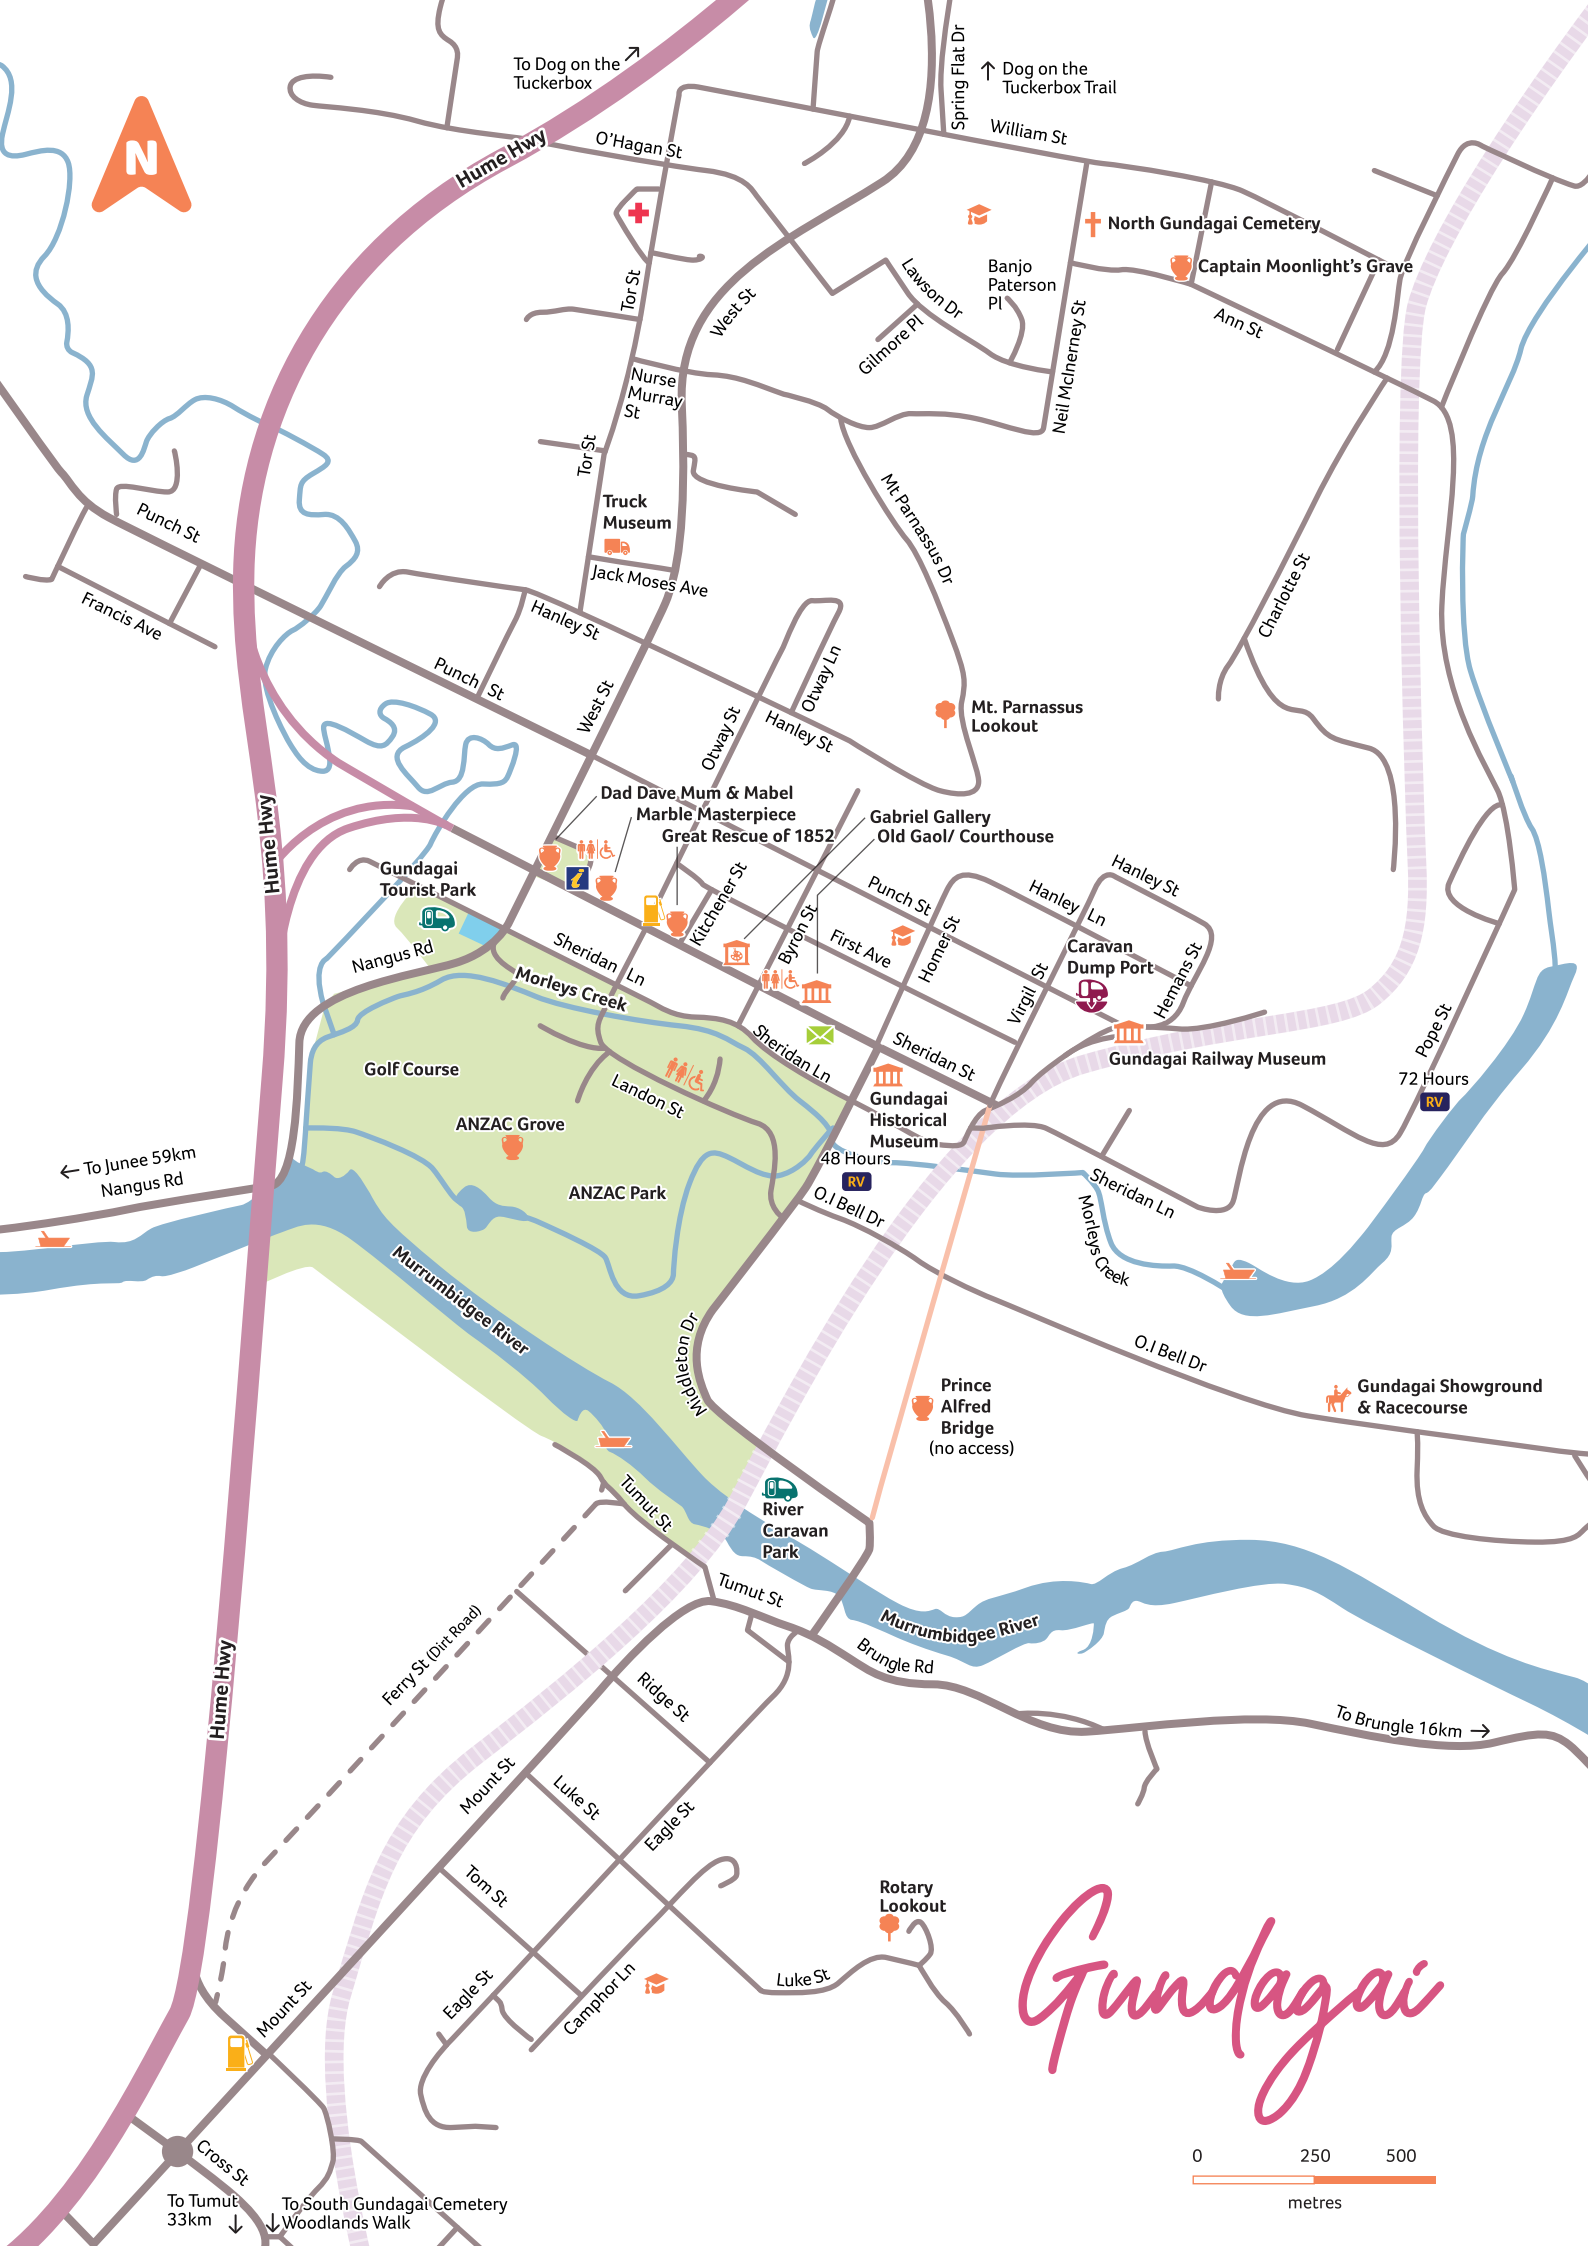 To Dog on the
Tuckerbox
Spring Flat Dr
Dog on the
Tuckerbox Trail
William St
O'Hagan St
Hume Hwy
N
North Gundagai Cemetery
Captain Moonlight's Grave
Banjo
Paterson
Pl
Lawson Dr
Gilmore Pl
Neil McInerney St
Ann St
Tor St
West St
Nurse
Murray
St
Tor St
Truck
Museum
Jack Moses Ave
Mt Parnassus Dr
Charlotte St
Punch St
Francis Ave
Hanley St
Punch St
West St
Otway Ln
Otway St
Hanley St
Mt. Parnassus
Lookout
Hume Hwy
Dad Dave Mum & Mabel
Marble Masterpiece
Great Rescue of 1852
Gabriel Gallery
Old Gaol/ Courthouse
Gundagai
Tourist Park
Kitchener St
Punch St
Hanley Ln
Hanley St
Nangus Rd
Sheridan Ln
Byron St
First Ave
Homer St
Caravan
Dump Port
Virgil St
Hemans St
Morleys Creek
Sheridan Ln
Sheridan St
Gundagai Railway Museum
Pope St
72 Hours
RV
Golf Course
Landon St
Gundagai
Historical
Museum
ANZAC Grove
48 Hours
RV
To Junee 59km
Nangus Rd
ANZAC Park
O.I Bell Dr
Sheridan Ln
Morleys Creek
Murrumbidgee River
Middleton Dr
O.I Bell Dr
Prince
Alfred
Bridge
(no access)
Gundagai Showground
& Racecourse
Tumut St
River
Caravan
Park
Tumut St
Murrumbidgee River
Brungle Rd
Ferry St (Dirt Road)
Hume Hwy
Ridge St
To Brungle 16km
Mount St
Luke St
Eagle St
Tom St
Rotary
Lookout
Luke St
Eagle St
Camphor Ln
Mount St
Gundagai
Cross St
0 250 500
metres
To Tumut
33km
To South Gundagai Cemetery
Woodlands Walk